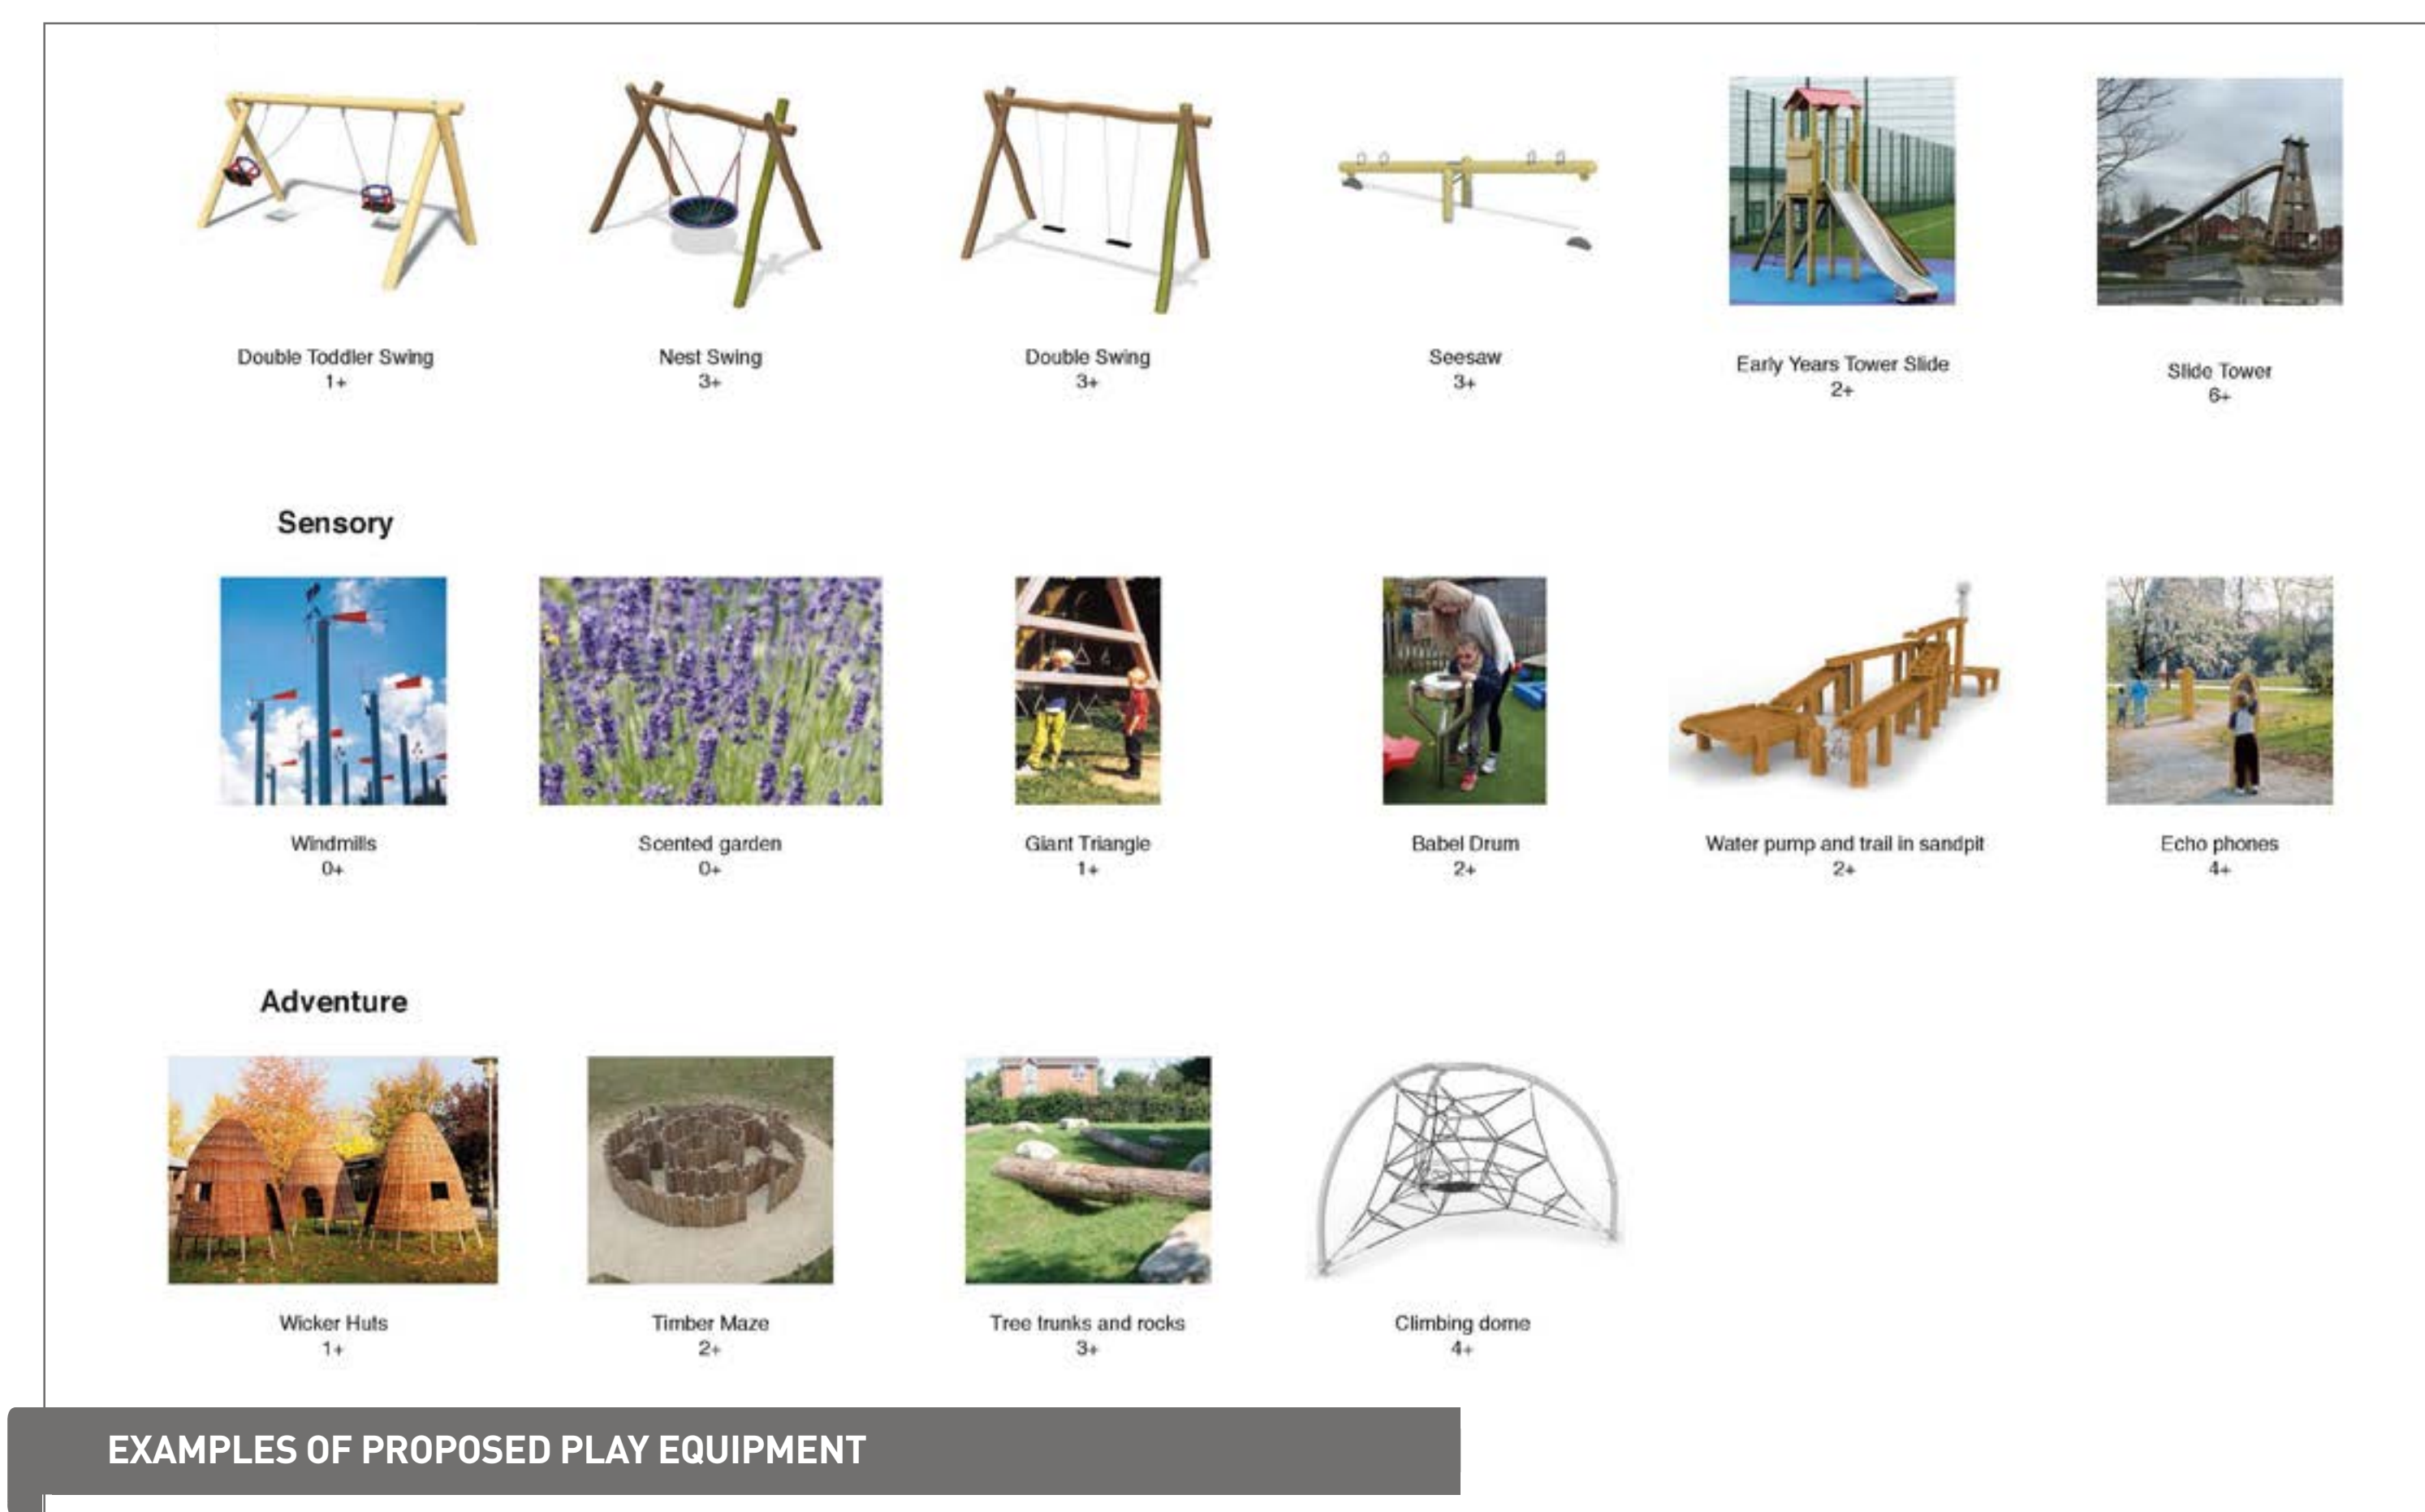 Double Toddler Swing
1+
Nest Swing
3+
Double Swing
3+
Seesaw
3+
Early Years Tower Slide
2+
Slide Tower
6+
Sensory
Windmills
0+
Scented garden
0+
Giant Triangle
1+
Babel Drum
2+
Water pump and trail in sandpit
2+
Echo phones
4+
Adventure
Wicker Huts
1+
Timber Maze
2+
Tree trunks and rocks
3+
Climbing dome
4+
EXAMPLES OF PROPOSED PLAY EQUIPMENT